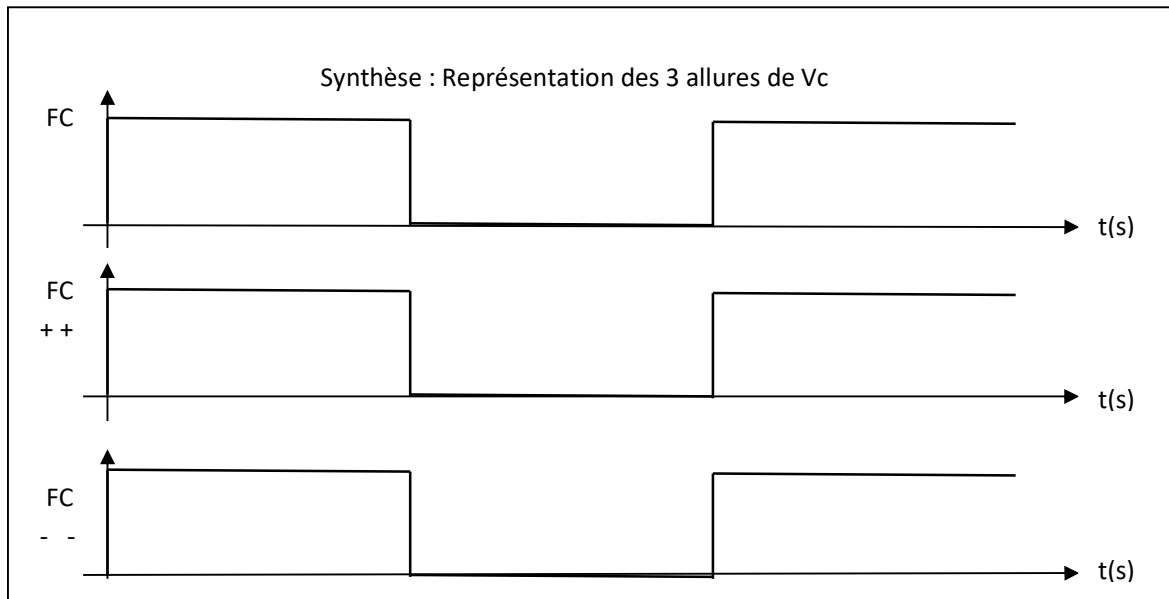 Synthèse : Représentation des 3 allures de Vc
FC
t(s)
FC
+ +
t(s)
FC
- -
t(s)